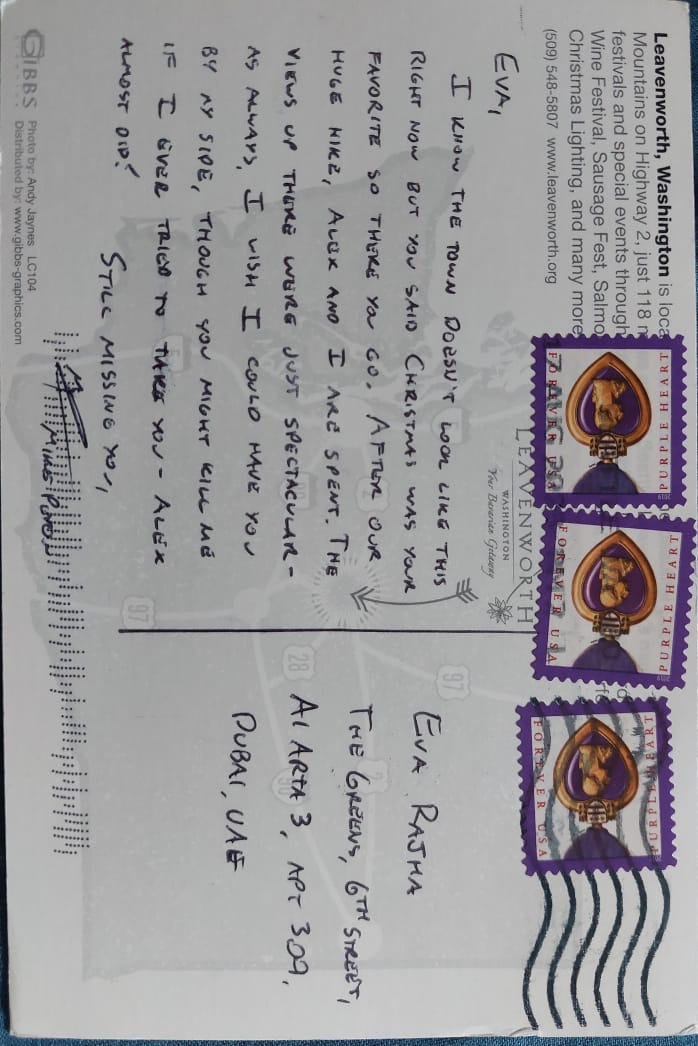 Leavenworth, Washington is loca
Mountains on Highway 2, just 118 m
festivals and special events through
Wine Festival, Sausage Fest, Salmo
Christmas Lighting, and many more
(509) 548-5807 www.leavenworth.org
PURPLE HEART
FOREVER USA
PURPLE HEART
FOREVER USA
PURPLE HEART
FOREVER USA
LEAVENWORTH
WASHINGTON
Your Bavarian Getaway
EVA,
I KNOW THE TOWN DOESN'T LOOK LIKE THIS
RIGHT NOW BUT YOU SAID CHRISTMAS WAS YOUR
FAVORITE SO THERE YOU GO. AFTER OUR
HUGE HIKE, ALEX AND I ARE SPENT. THE
VIEWS UP THERE WERE JUST SPECTACULAR-
AS ALWAYS, I WISH I COULD HAVE YOU
BY MY SIDE, THOUGH YOU MIGHT KILL ME
IF I EVER TRIED TO TAKE YOU - ALEX
ALMOST DID!
STILL MISSING YOU,
MIKE
EVA RAJHA
THE GREENS, 6TH STREET,
Al ARTA 3, APT 309,
DUBAI, UAE
97
2
2
28
90
5
97
GIBBS
Photo by: Andy Jaynes LC104
Distributed by: www.gibbs-graphics.com